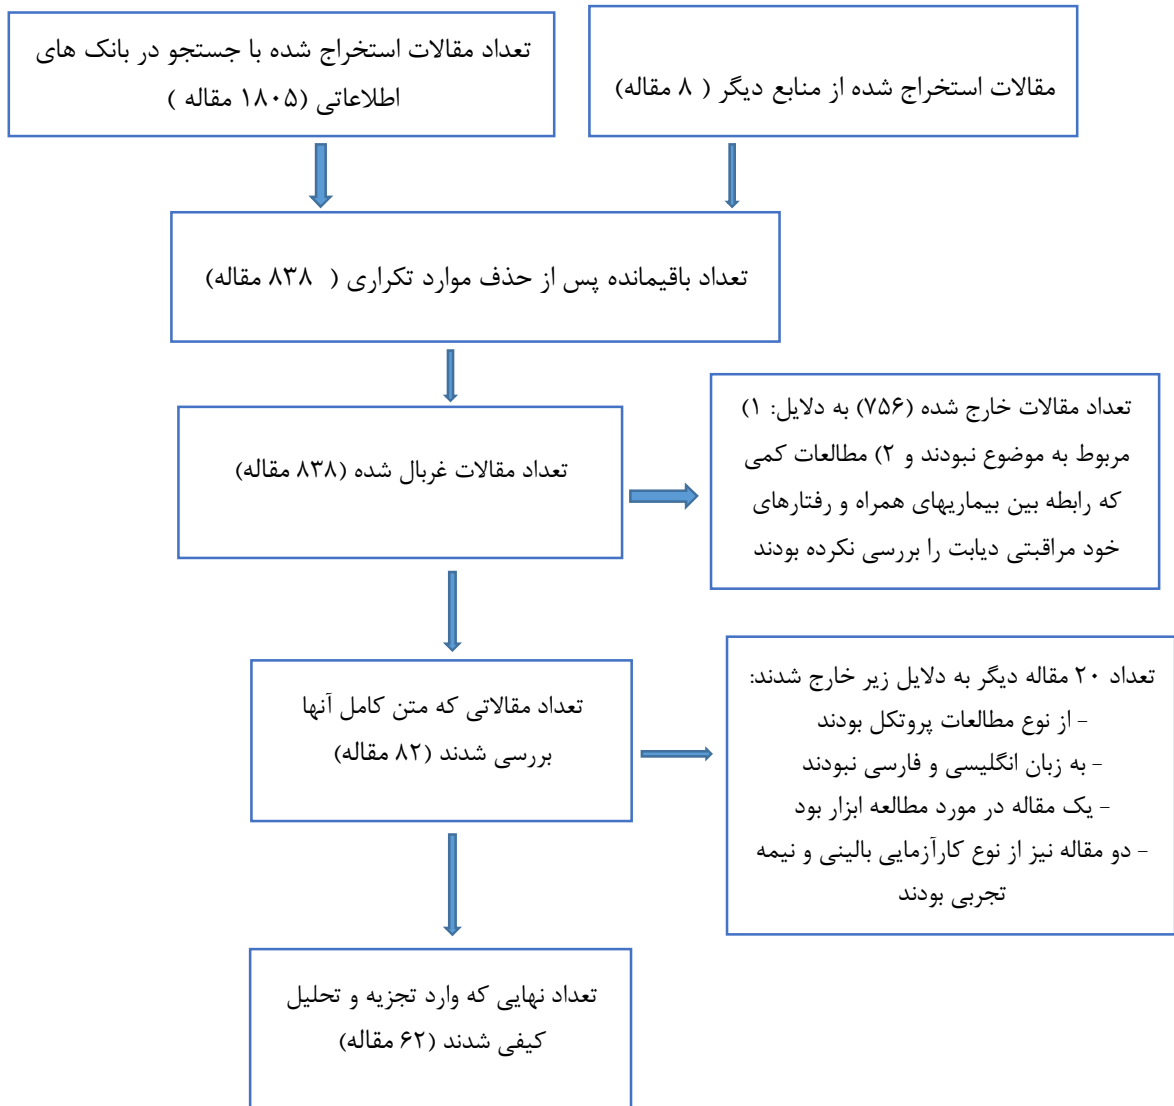 تعداد مقالات استخراج شده با جستجو در بانک های
اطلاعاتی (۱۸۰۵ مقاله )
مقالات استخراج شده از منابع دیگر ( ۸ مقاله)
تعداد باقیمانده پس از حذف موارد تکراری ( ۸۳۸ مقاله)
تعداد مقالات غربال شده (۸۳۸ مقاله)
تعداد مقالات خارج شده (۷۵۶) به دلایل: ۱)
مربوط به موضوع نبودند و ۲) مطالعات کمی
که رابطه بین بیماریهای همراه و رفتارهای
خود مراقبتی دیابت را بررسی نکرده بودند
تعداد مقالاتی که متن کامل آنها
بررسی شدند (۸۲ مقاله)
تعداد ۲۰ مقاله دیگر به دلایل زیر خارج شدند:
- از نوع مطالعات پروتکل بودند
- به زبان انگلیسی و فارسی نبودند
- یک مقاله در مورد مطالعه ابزار بود
- دو مقاله نیز از نوع کارآزمایی بالینی و نیمه
تجربی بودند
تعداد نهایی که وارد تجزیه و تحلیل
کیفی شدند (۶۲ مقاله)